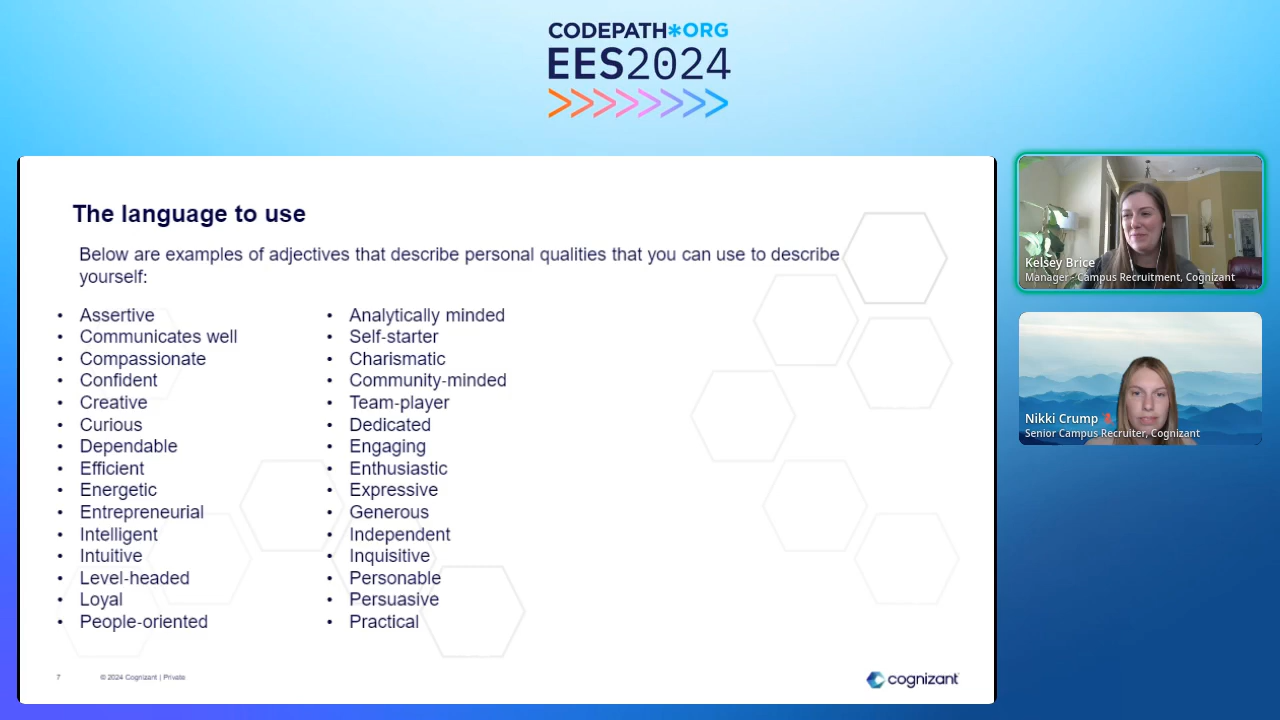 CODEPATH*ORG
EES2024
The language to use
Below are examples of adjectives that describe personal qualities that you can use to describe
yourself:
• Assertive
• Communicates well
• Compassionate
• Confident
• Creative
• Curious
• Dependable
• Efficient
• Energetic
• Entrepreneurial
• Intelligent
• Intuitive
• Level-headed
• Loyal
• People-oriented
• Analytically minded
• Self-starter
• Charismatic
• Community-minded
• Team-player
• Dedicated
• Engaging
• Enthusiastic
• Expressive
• Generous
• Independent
• Inquisitive
• Personable
• Persuasive
• Practical
7 © 2024 Cognizant | Private
cognizant
Kelsey Brice
Manager - Campus Recruitment, Cognizant
Nikki Crump
Senior Campus Recruiter, Cognizant